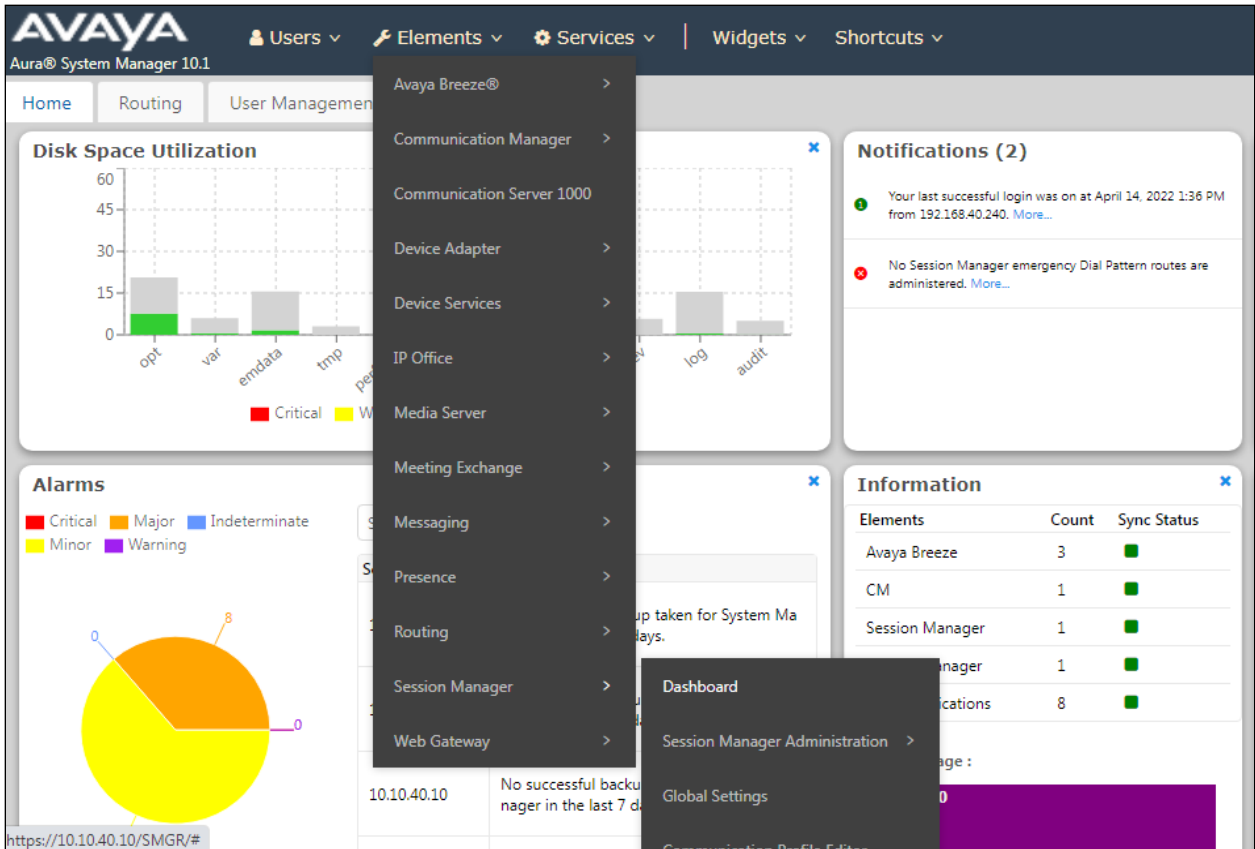 AVAYA
Aura® System Manager 10.1
Users
Elements
Services
Widgets
Shortcuts
Home
Routing
Avaya Breeze®
Communication Manager
Communication Server 1000
Device Adapter
Device Services
IP Office
Media Server
Meeting Exchange
Messaging
Presence
Routing
Session Manager
Web Gateway
Dashboard
Session Manager Administration
Global Settings
Communication Profile Editor
Disk Space Utilization
60
45
30
15
0
opt
var
emdata
tmp
log
audit
Critical
Notifications (2)
Your last successful login was on at April 14, 2022 1:36 PM
from 192.168.40.240. More...
No Session Manager emergency Dial Pattern routes are
administered. More...
Alarms
Critical Major Indeterminate
Minor Warning
8
0
0
up taken for System Ma
days.
10.10.40.10
No successful backu
nager in the last 7 d
Information
Elements Count Sync Status
Avaya Breeze 3
CM 1
Session Manager 1
1
8
https://10.10.40.10/SMGR/#